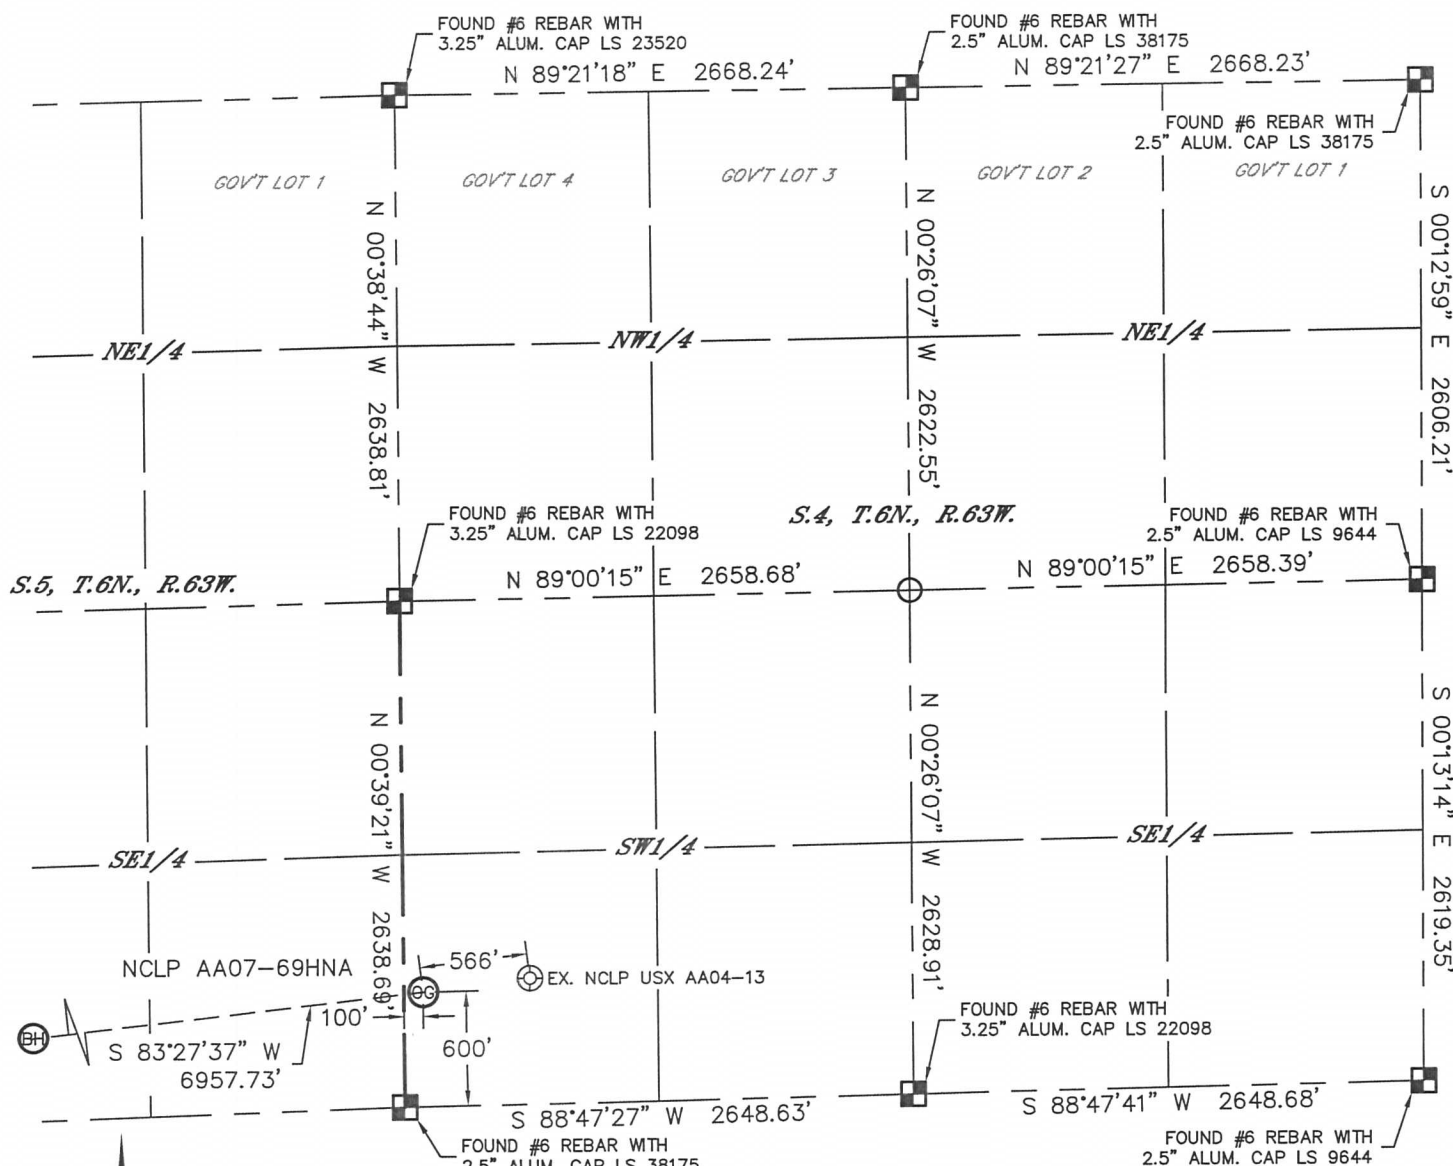 FOUND #6 REBAR WITH
3.25" ALUM. CAP LS 23520
FOUND #6 REBAR WITH
2.5" ALUM. CAP LS 38175
N 89°21'18" E 2668.24'
N 89°21'27" E 2668.23'
FOUND #6 REBAR WITH
2.5" ALUM. CAP LS 38175
GOV'T LOT 1
GOV'T LOT 4
GOV'T LOT 3
GOV'T LOT 2
GOV'T LOT 1
N 00°38'44" W 2638.81'
N 00°26'07" W 2622.55'
S 00°12'59" E 2606.21'
NE1/4
NW1/4
NE1/4
FOUND #6 REBAR WITH
3.25" ALUM. CAP LS 22098
S.4, T.6N., R.63W.
FOUND #6 REBAR WITH
2.5" ALUM. CAP LS 9644
S.5, T.6N., R.63W.
N 89°00'15" E 2658.68'
N 89°00'15" E 2658.39'
N 00°39'21" W 2638.69'
N 00°26'07" W 2628.91'
S 00°13'14" E 2619.35'
SE1/4
SW1/4
SE1/4
NCLP AA07-69HNA
566'
EX. NCLP USX AA04-13
OG
100'
BH
S 83°27'37" W
6957.73'
600'
FOUND #6 REBAR WITH
3.25" ALUM. CAP LS 22098
S 88°47'27" W 2648.63'
S 88°47'41" W 2648.68'
FOUND #6 REBAR WITH
2.5" ALUM. CAP LS 38175
FOUND #6 REBAR WITH
2.5" ALUM. CAP LS 9644